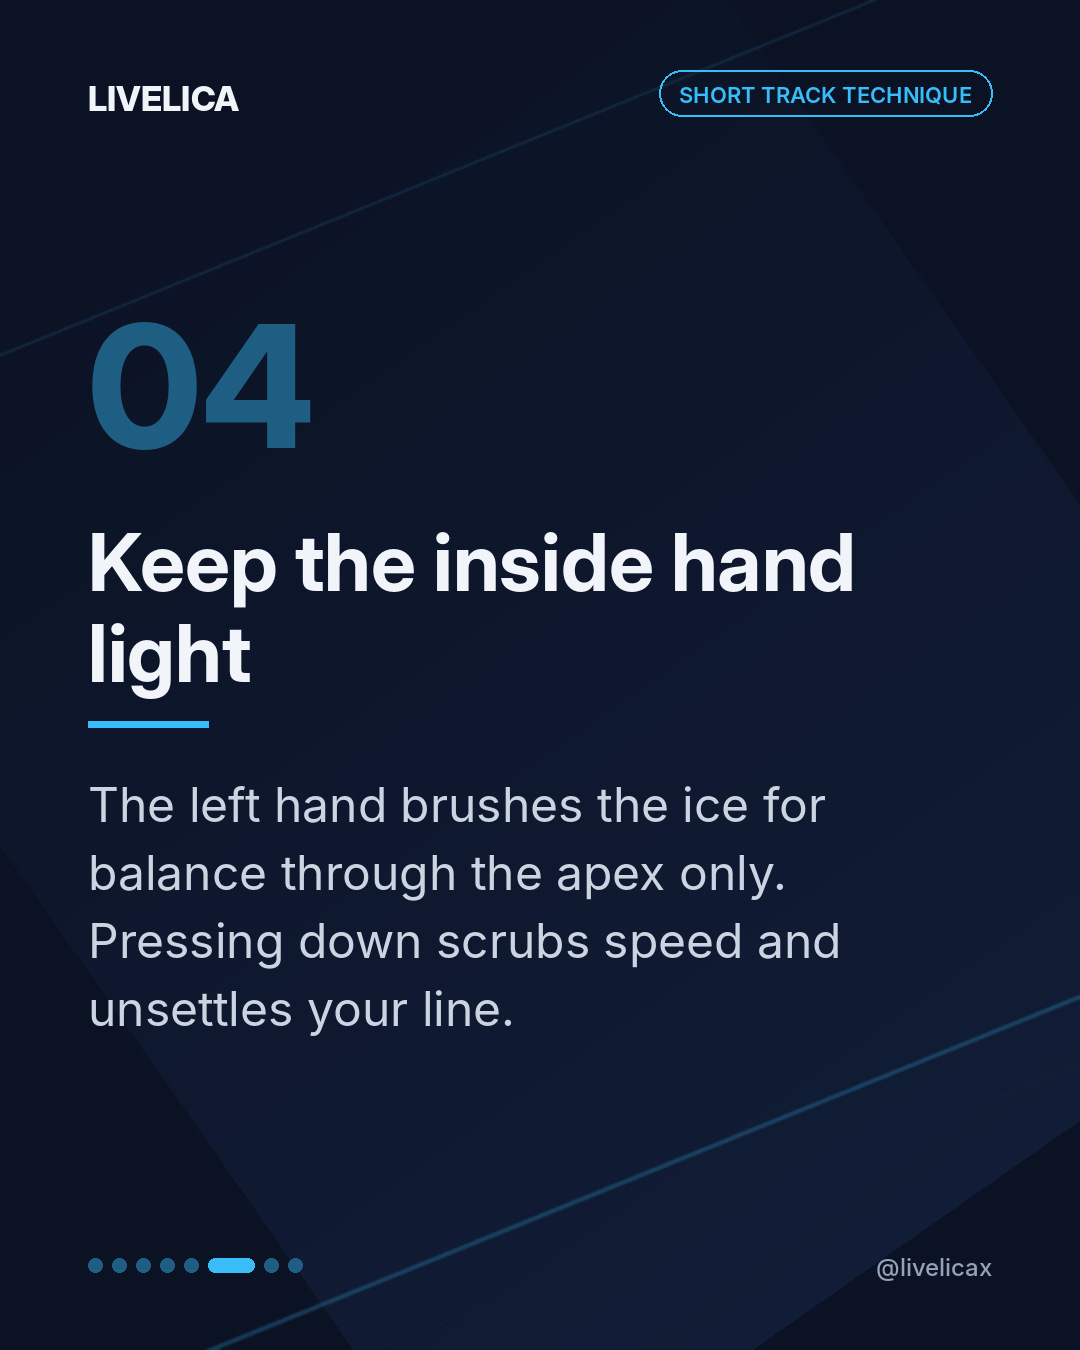 LIVELICA
SHORT TRACK TECHNIQUE
04
Keep the inside hand
light
The left hand brushes the ice for
balance through the apex only.
Pressing down scrubs speed and
unsettles your line.
@livelicax